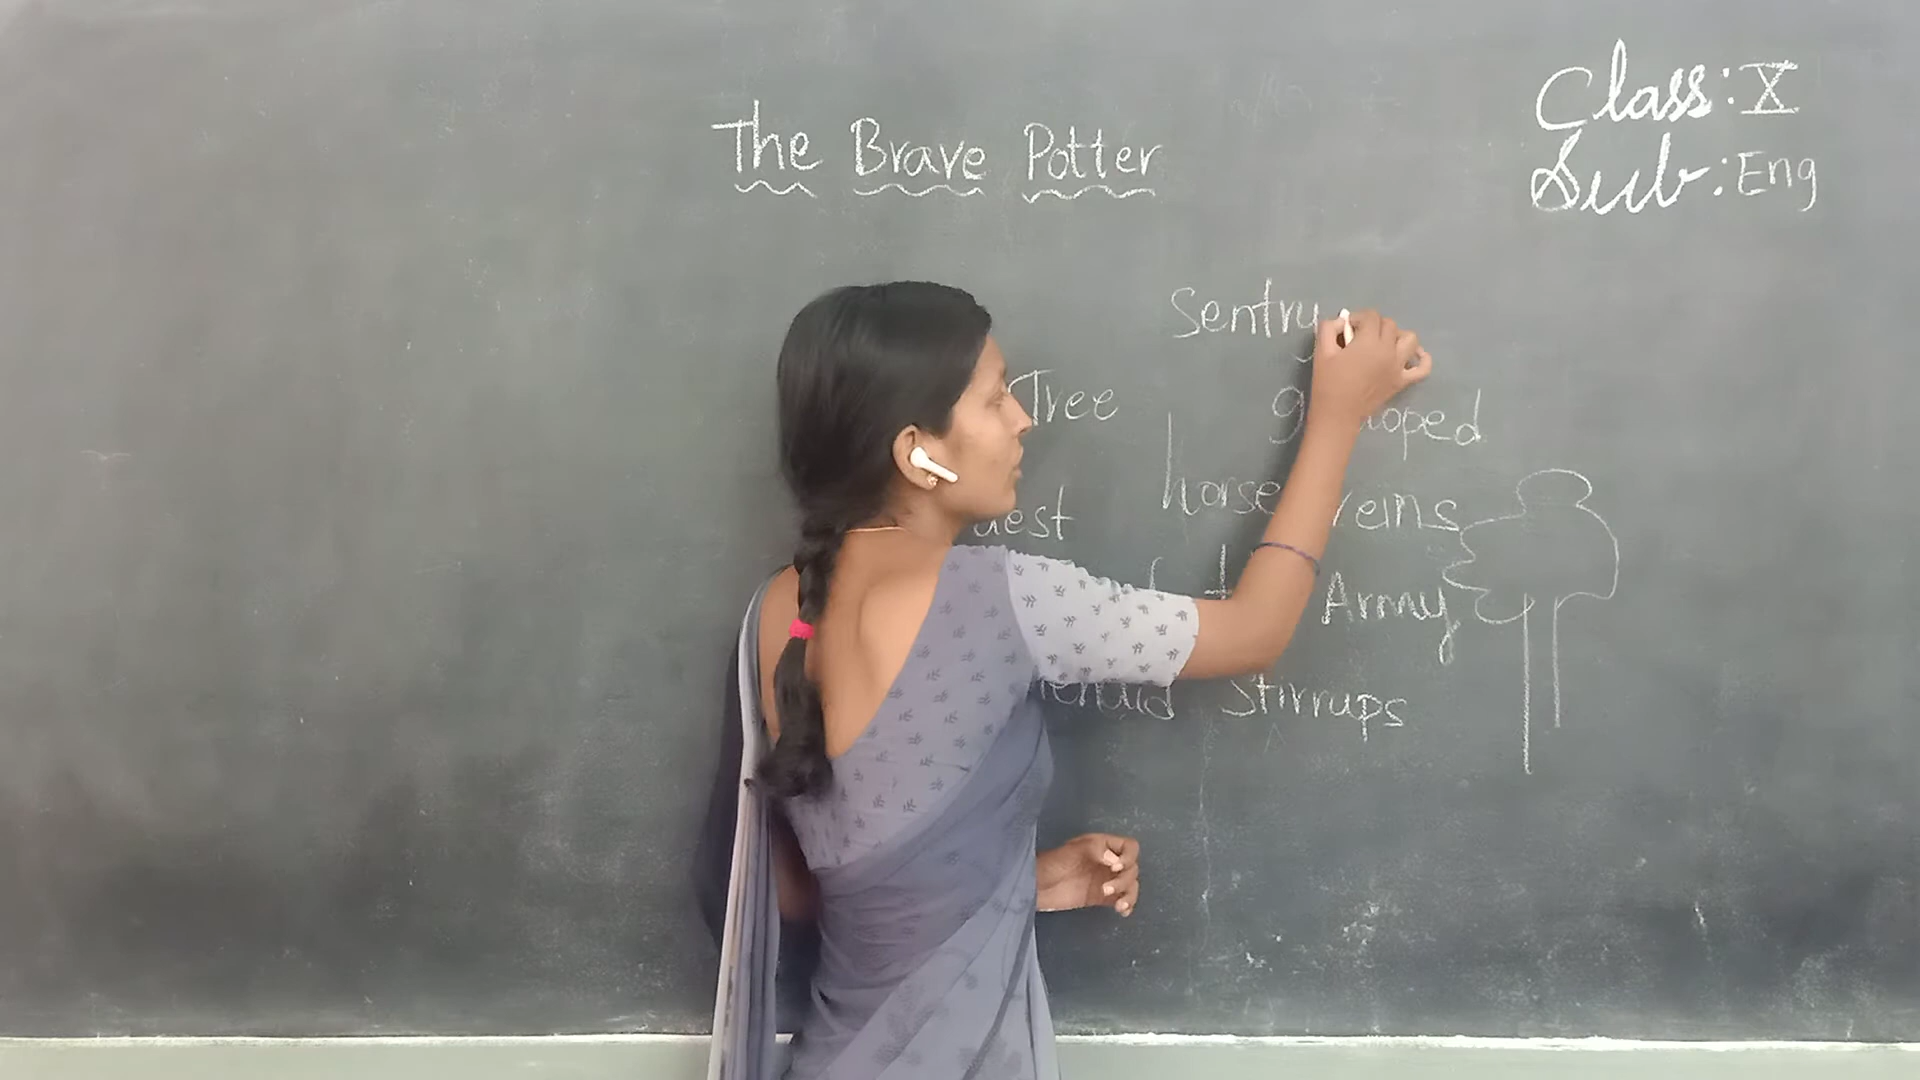 Class: X
The Brave Potter
Sub: Eng
Sentry
Tree
horse reins
Army
Stirrups